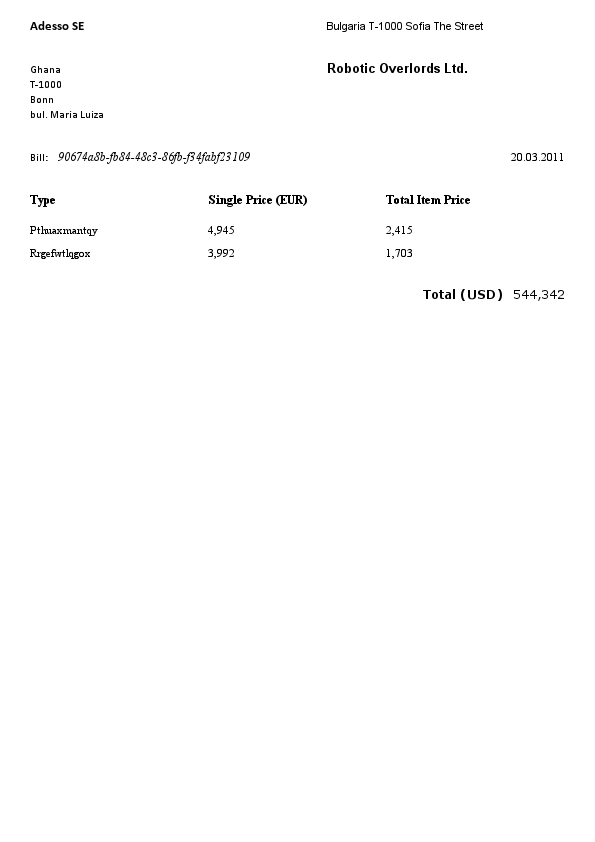 Adesso SE
Bulgaria T-1000 Sofia The Street
Ghana
T-1000
Bonn
bul. Maria Luiza
Robotic Overlords Ltd.
Bill: 90674a8b-fb84-48c3-86fb-f34fabf23109 20.03.2011
Type Single Price (EUR) Total Item Price
Pthuaxmantqy 4,945 2,415
Rrgefwtlqgox 3,992 1,703
Total (USD) 544,342